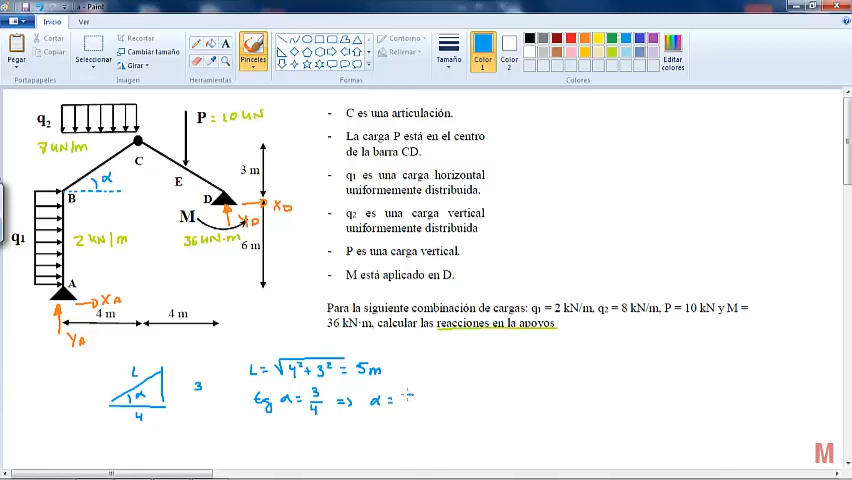 a - Paint
Inicio
Ver
Pegar
Cortar
Copiar
Portapapeles
Seleccionar
Recortar
Cambiar tamaño
Girar
Imagen
A
Herramientas
Pinceles
Contorno
Rellenar
Formas
Tamaño
Color 1
Color 2
Editar colores
Colores
q2
8 kN/m
P = 10 kN
C
B
α
E
D
3 m
XD
YD
M
36 kN·m
6 m
q1
2 kN/m
A
XA
YA
4 m
4 m
- C es una articulación.
- La carga P está en el centro
de la barra CD.
- q1 es una carga horizontal
uniformemente distribuida.
- q2 es una carga vertical
uniformemente distribuida
- P es una carga vertical.
- M está aplicado en D.
Para la siguiente combinación de cargas: q1 = 2 kN/m, q2 = 8 kN/m, P = 10 kN y M =
36 kN·m, calcular las reacciones en la apoyos
L
α
3
4
L = √4² + 3² = 5m
tg α = 3/4 => α =
M